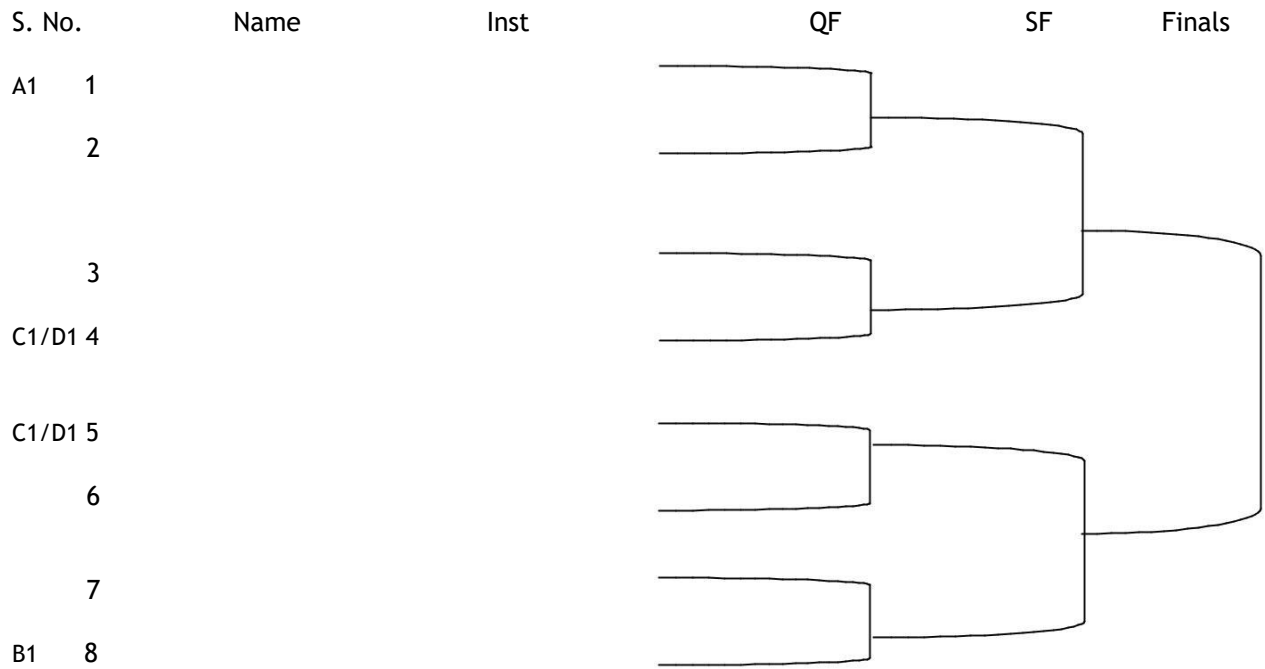 S. No. Name Inst QF SF Finals
A1 1
2
3
C1/D1 4
C1/D1 5
6
7
B1 8